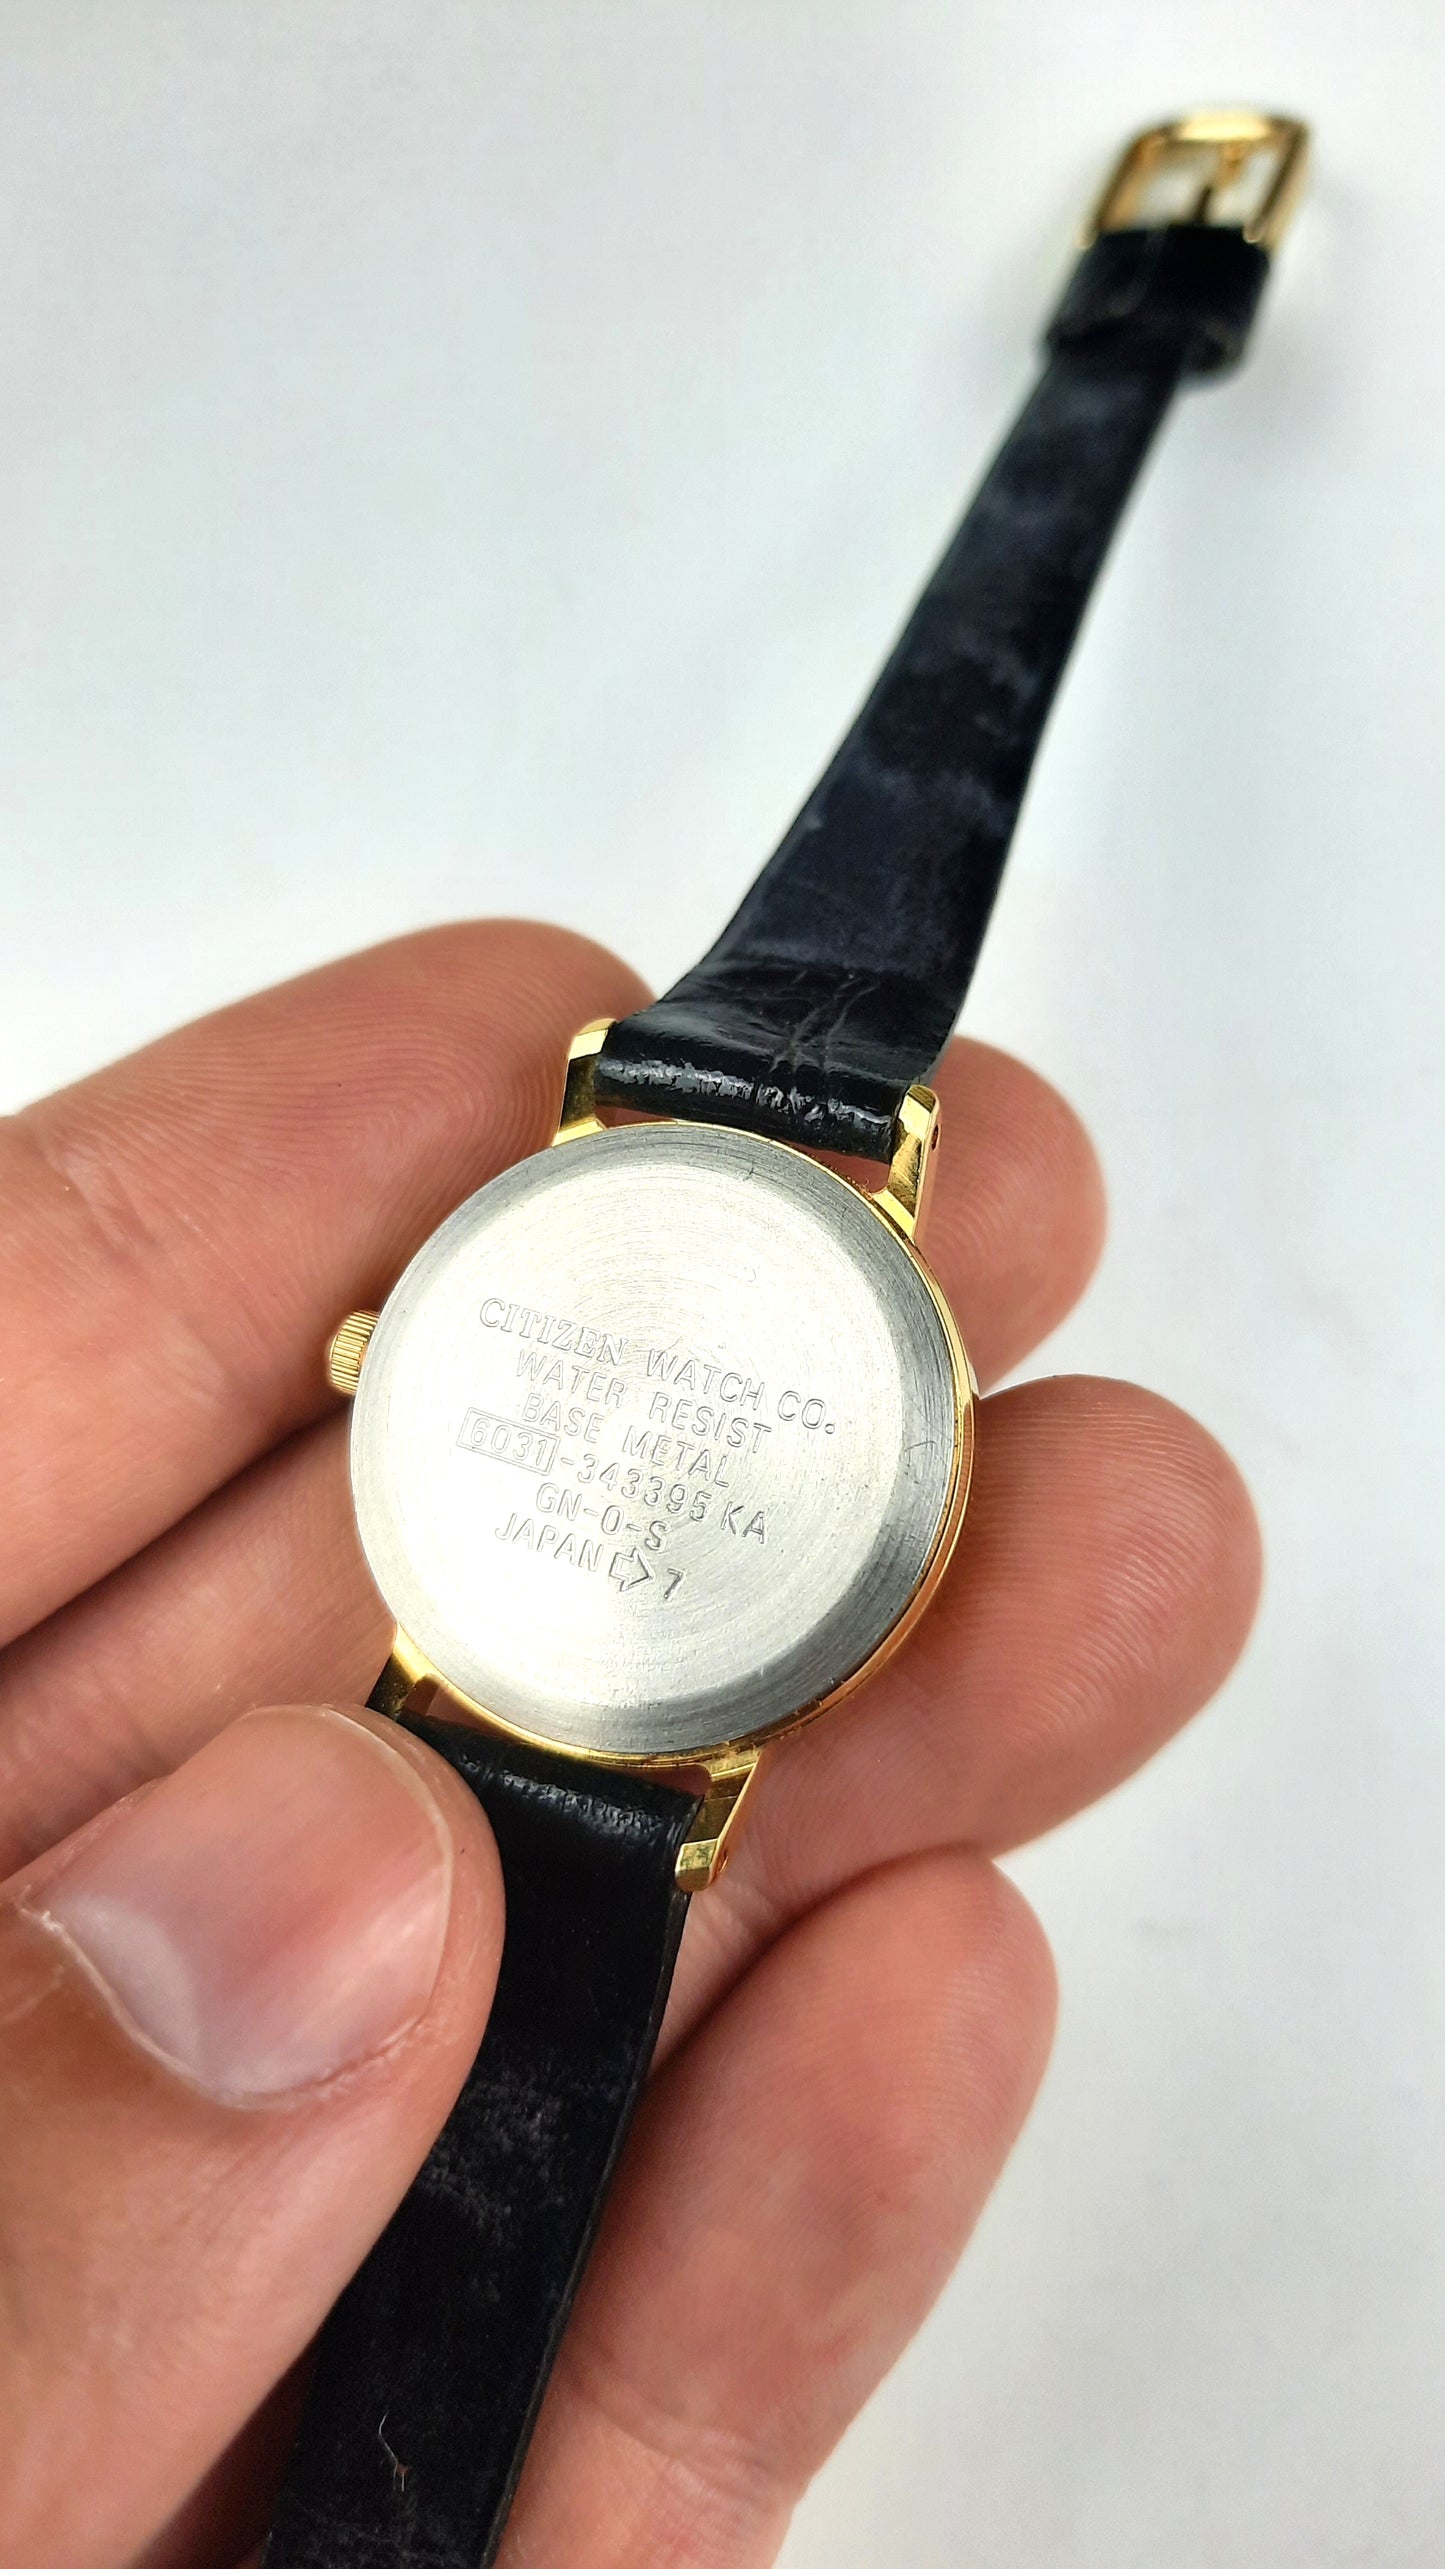 CITIZEN WATCH CO.
WATER RESIST
BASE METAL
6031-343395 KA
GN-0-S
JAPAN 7